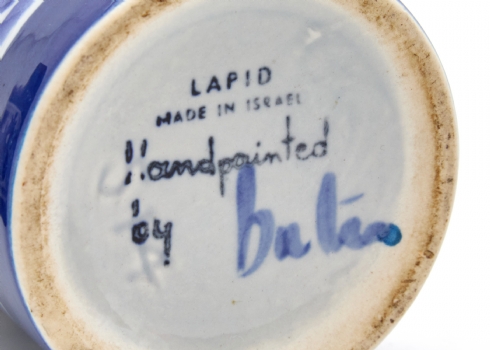 LAPID
MADE IN ISRAEL
Handpainted
by